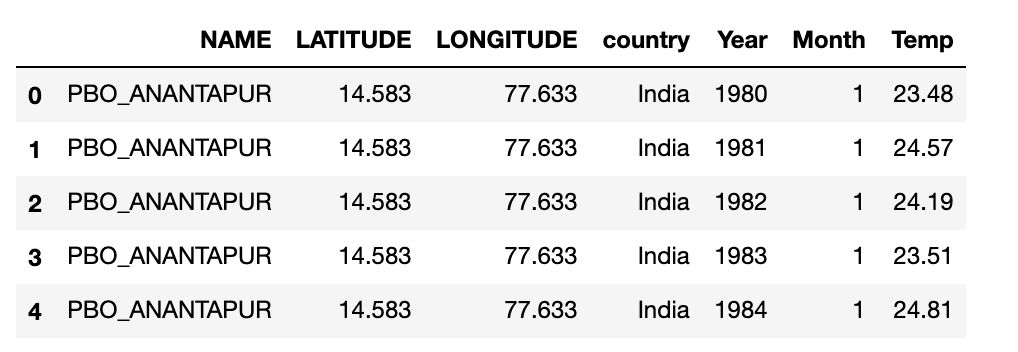 NAME LATITUDE LONGITUDE country Year Month Temp
0 PBO_ANANTAPUR 14.583 77.633 India 1980 1 23.48
1 PBO_ANANTAPUR 14.583 77.633 India 1981 1 24.57
2 PBO_ANANTAPUR 14.583 77.633 India 1982 1 24.19
3 PBO_ANANTAPUR 14.583 77.633 India 1983 1 23.51
4 PBO_ANANTAPUR 14.583 77.633 India 1984 1 24.81